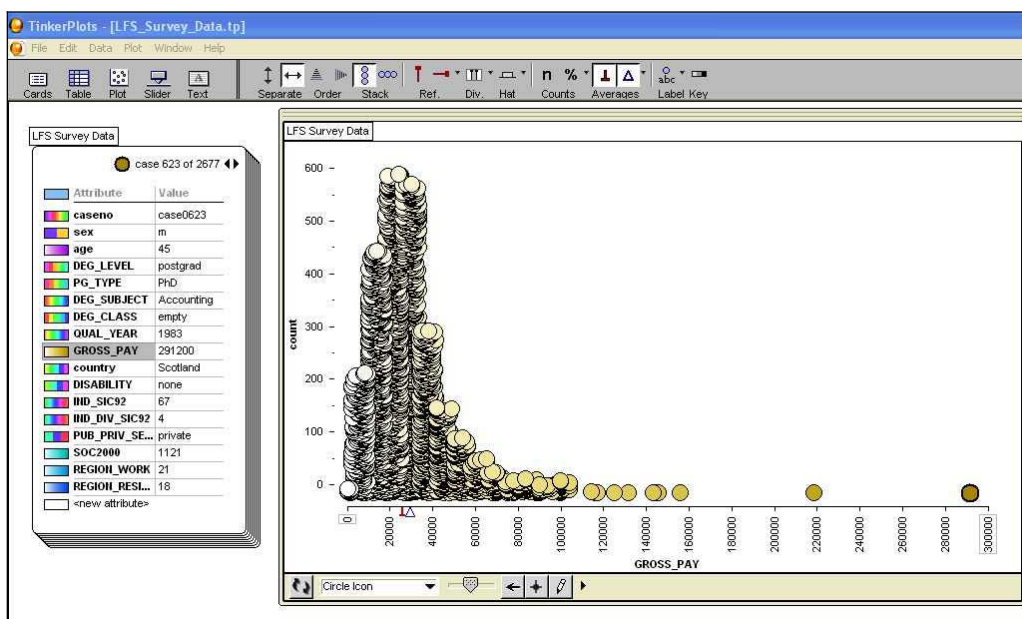 TinkerPlots - [LFS_Survey_Data.tp]
File Edit Data Plot Window Help
Cards Table Plot Slider Text Separate Order Stack Ref. Div. Hat Counts Averages Label Key
A n % abc
LFS Survey Data
case 623 of 2677
Attribute Value
caseno case0623
sex m
age 45
DEG_LEVEL postgrad
PG_TYPE PhD
DEG_SUBJECT Accounting
DEG_CLASS empty
QUAL_YEAR 1983
GROSS_PAY 291200
country Scotland
DISABILITY none
IND_SIC92 67
IND_DIV_SIC92 4
PUB_PRIV_SE... private
SOC2000 1121
REGION_WORK 21
REGION_RESI... 18
<new attribute>
LFS Survey Data
600
500
400
300
200
100
0
count
0 20000 40000 60000 80000 100000 120000 140000 160000 180000 200000 220000 240000 260000 280000 300000
GROSS_PAY
Circle Icon